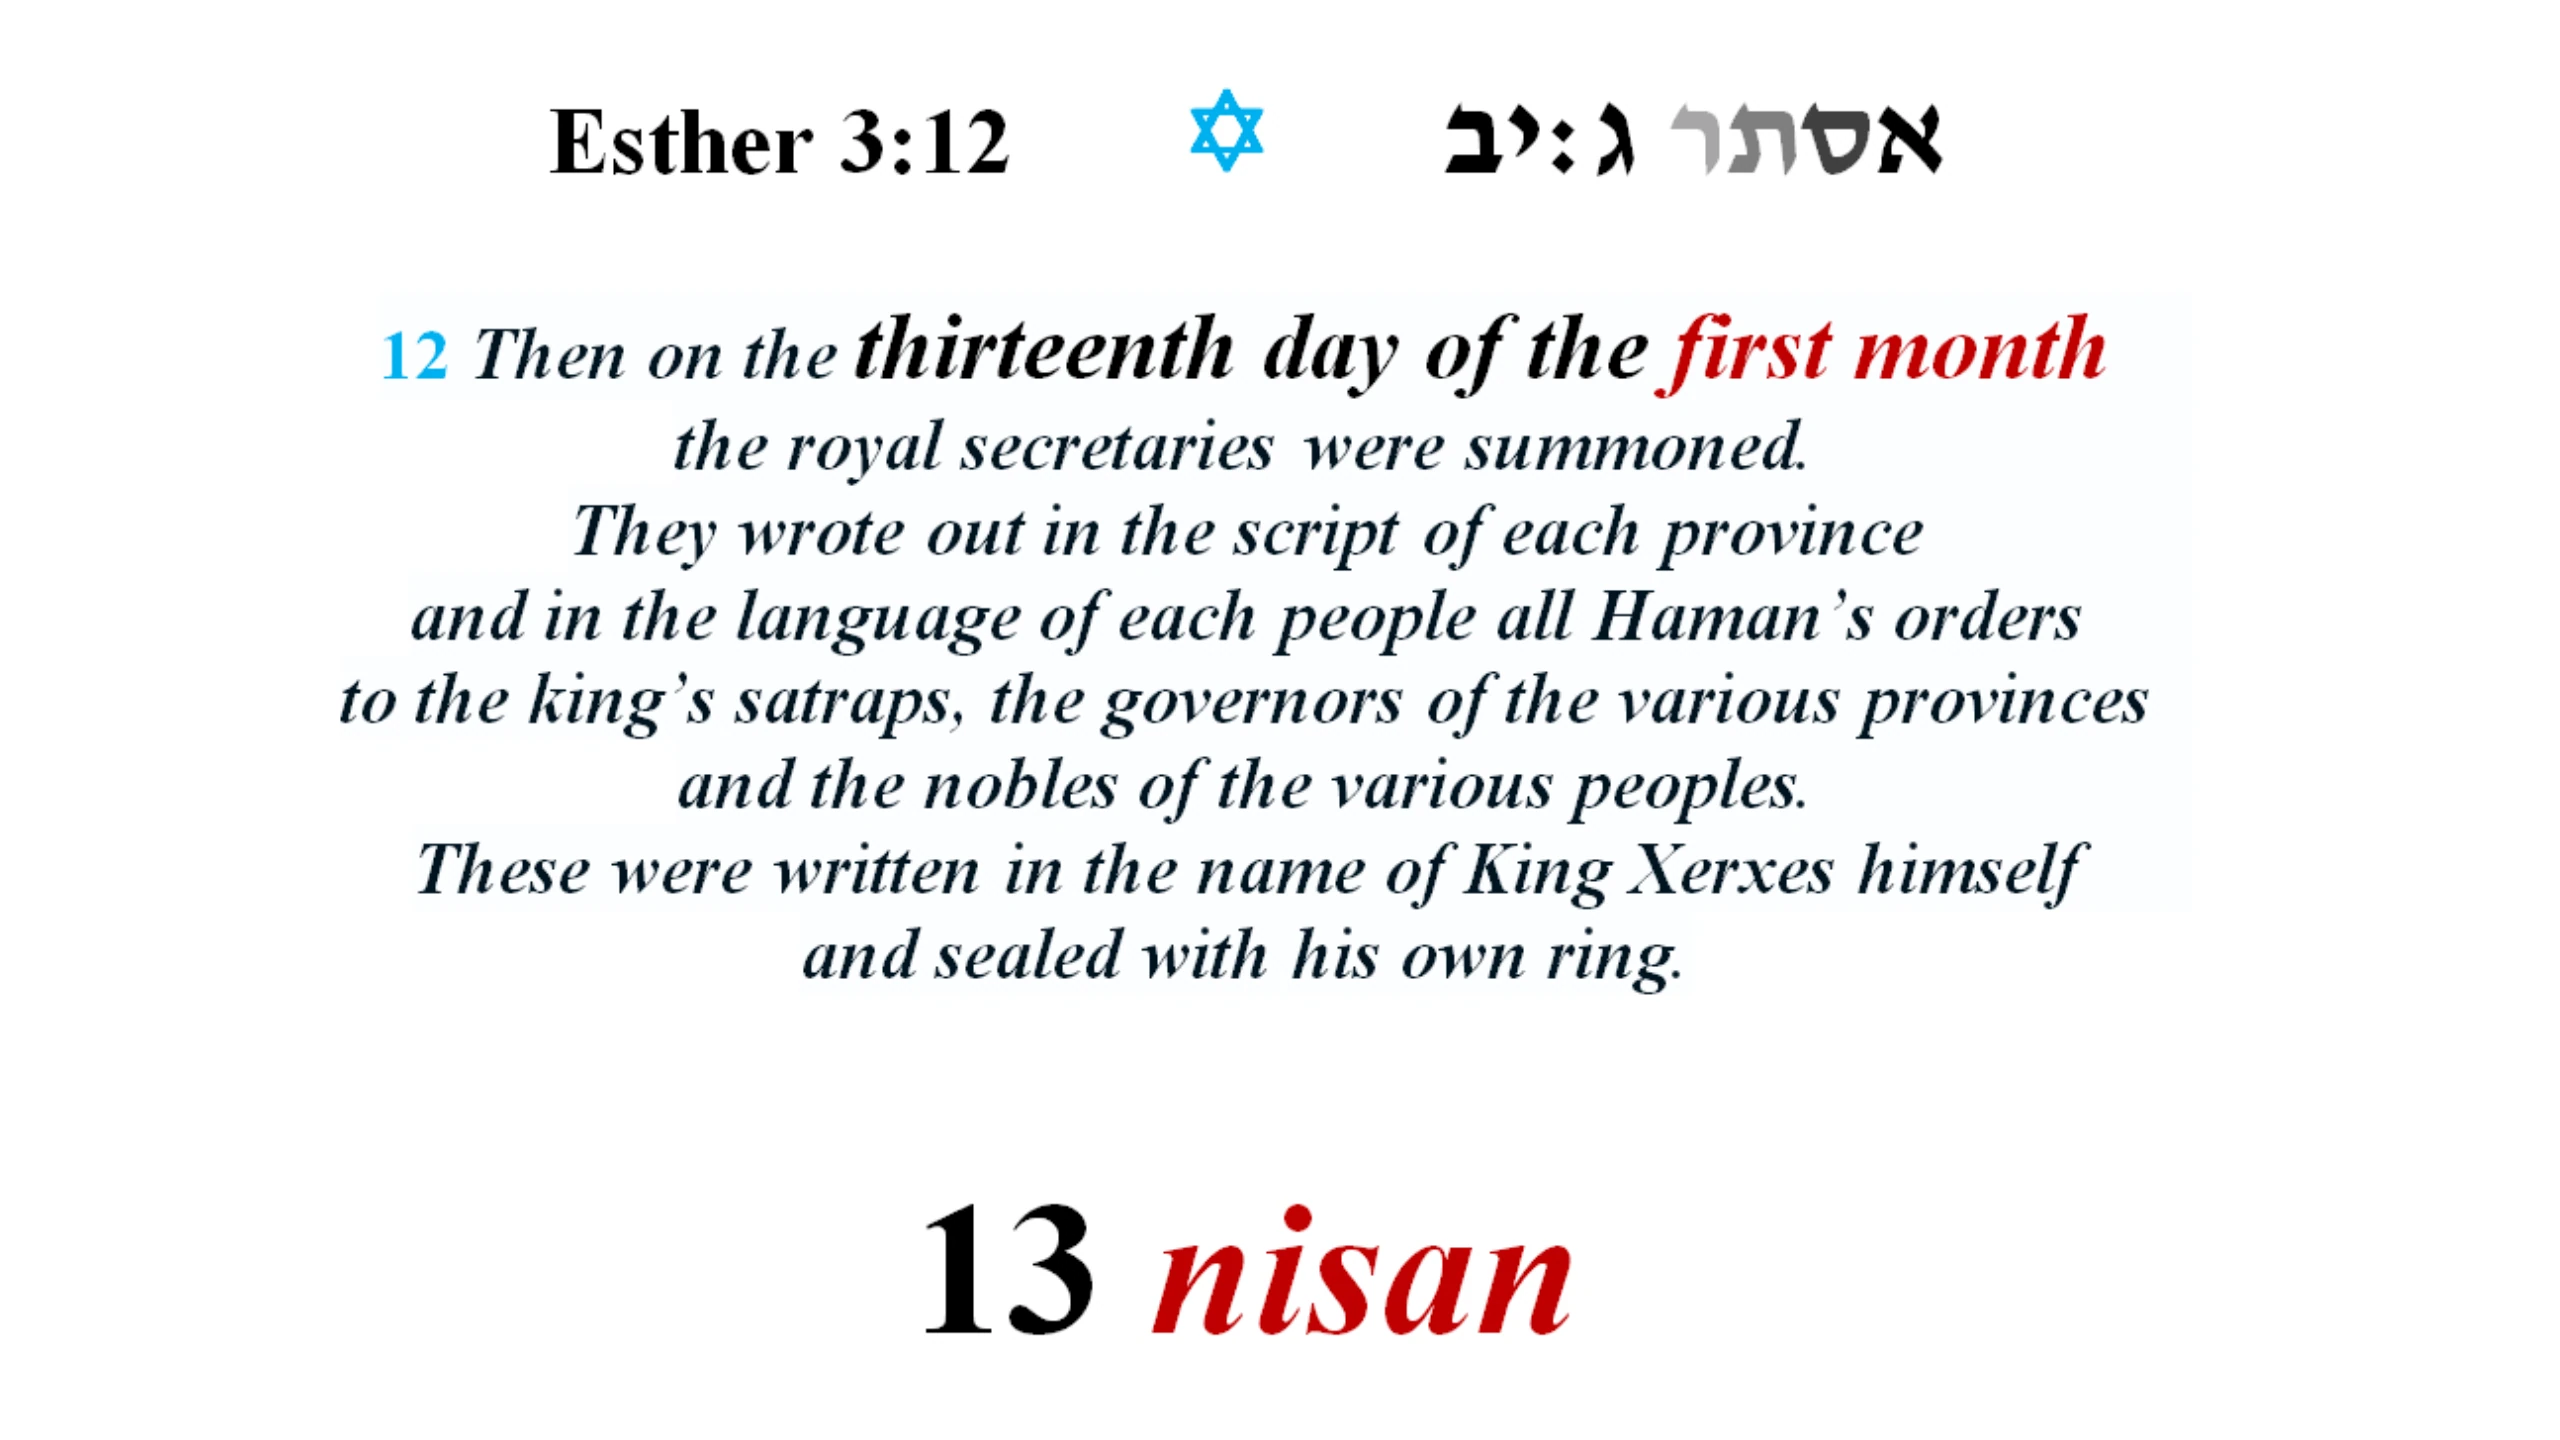 Esther 3:12 ✡ אסתר ג:יב
12 Then on the thirteenth day of the first month
the royal secretaries were summoned.
They wrote out in the script of each province
and in the language of each people all Haman’s orders
to the king’s satraps, the governors of the various provinces
and the nobles of the various peoples.
These were written in the name of King Xerxes himself
and sealed with his own ring.
13 nisan